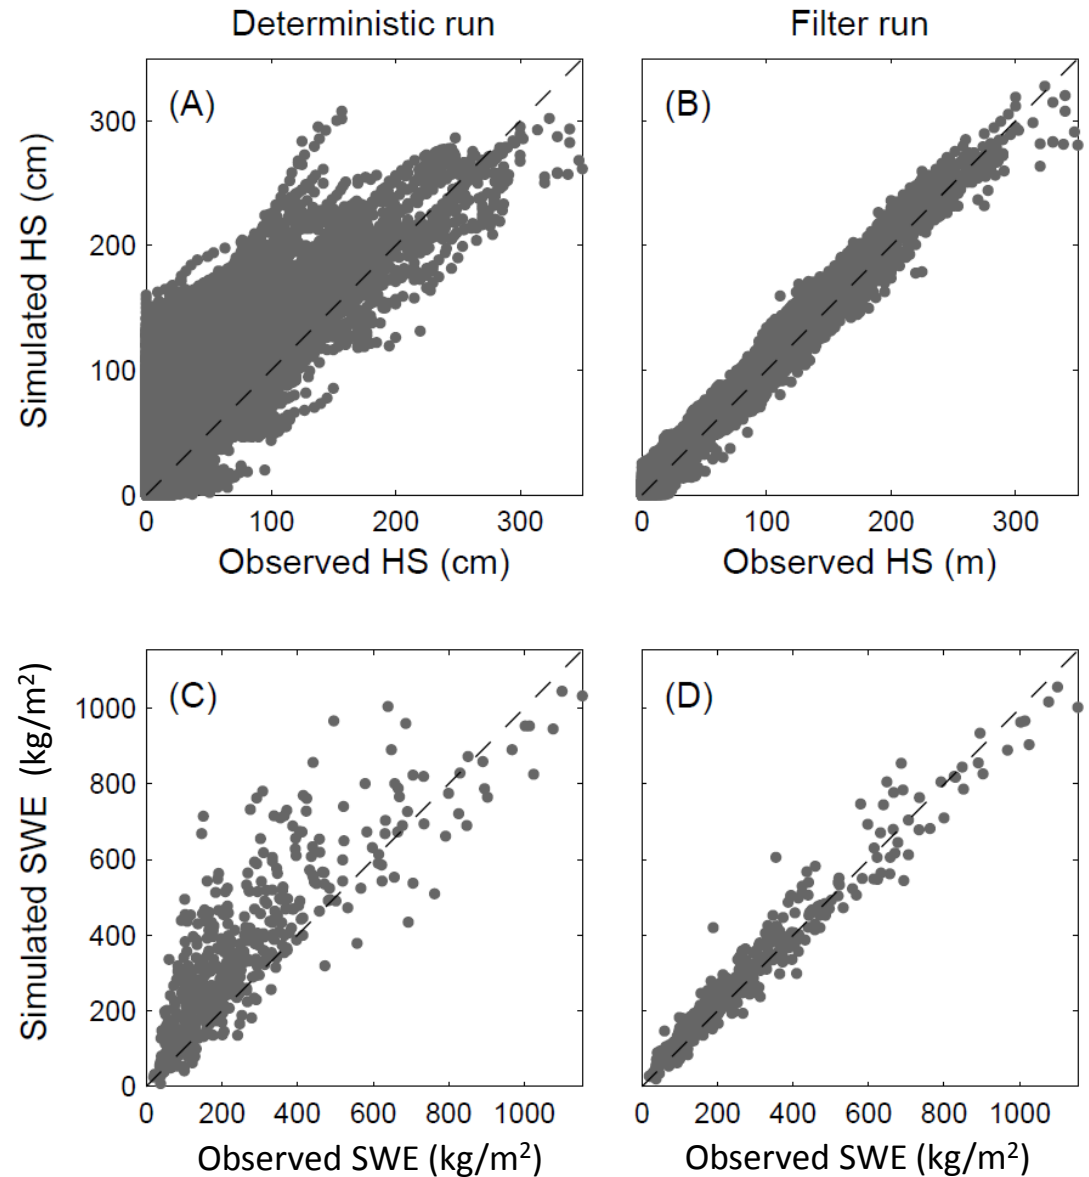 Deterministic run
Filter run
Simulated HS (cm)
(A)
300
200
100
0
0 100 200 300
Observed HS (cm)
(B)
0 100 200 300
Observed HS (m)
Simulated SWE (kg/m²)
(C)
1000
800
600
400
200
0
0 200 400 600 800 1000
Observed SWE (kg/m²)
(D)
0 200 400 600 800 1000
Observed SWE (kg/m²)